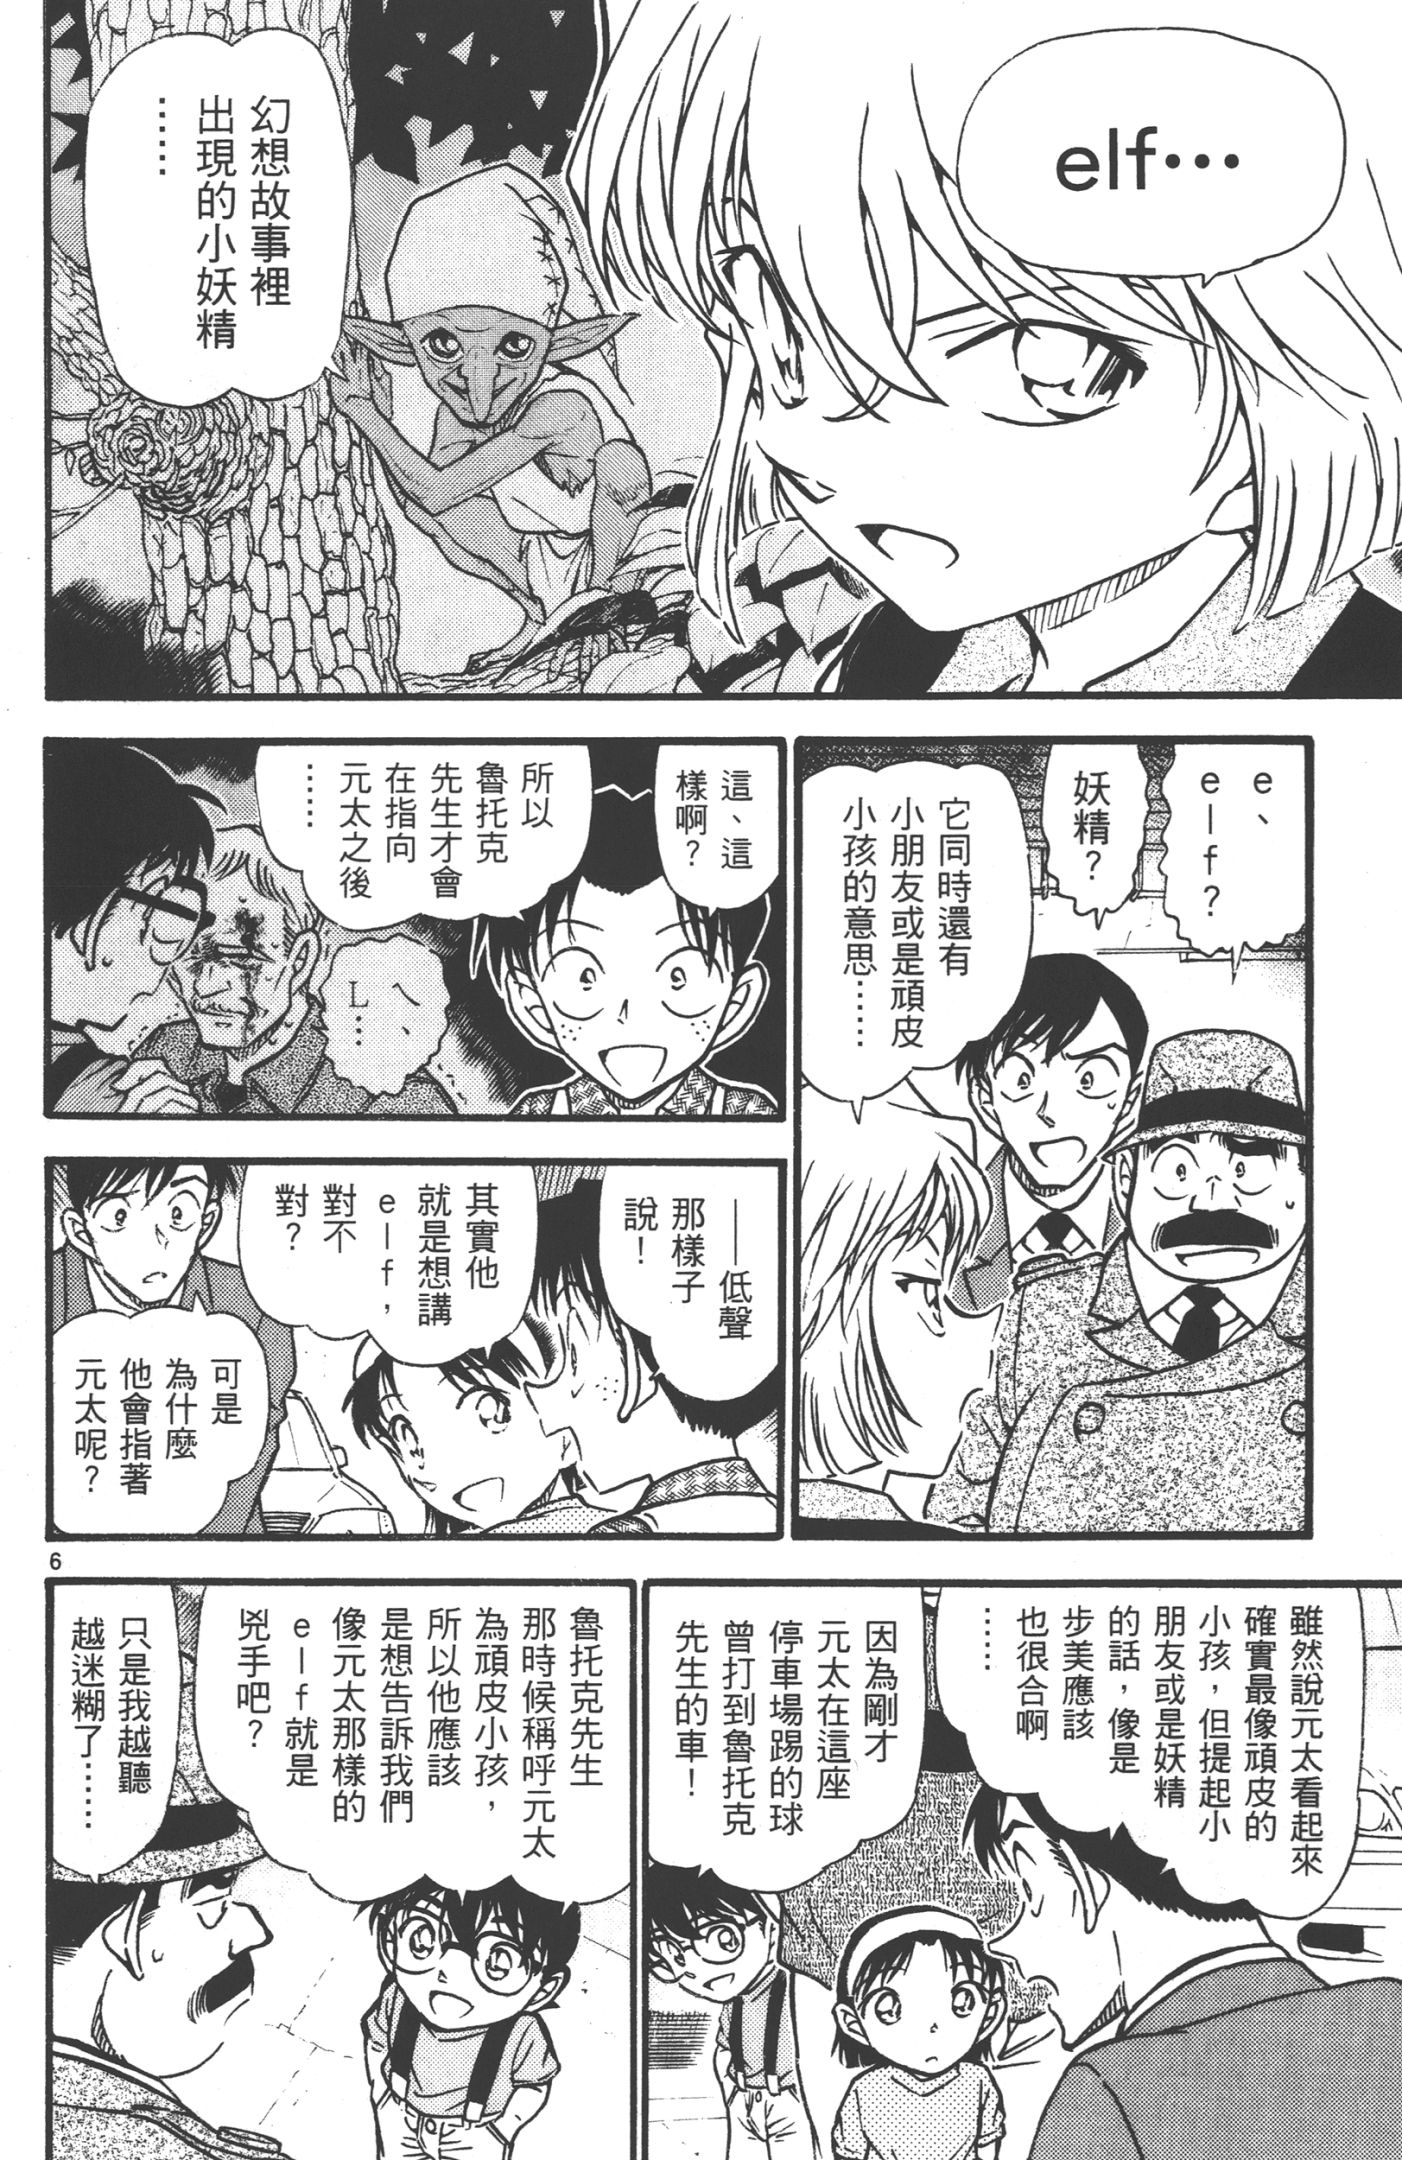 elf…
幻想故事裡
出現的小妖精
……
e、
elf？
妖精？
它同時還有
小朋友或是頑皮
小孩的意思……
這、這
樣啊？
所以
魯托克
先生才會
在指向
元太之後
……
へ、
L…
——低聲
那樣子
說！
其實他
就是想講
elf，
對不
對？
可是
為什麼
他會指著
元太呢？
6
雖然說元太看起來
確實最像頑皮的
小孩，但提起小
朋友或是妖精
的話，像是
步美應該
也很合啊
……
因為剛才
元太在這座
停車場踢的球
曾打到魯托克
先生的車！
魯托克先生
那時候稱呼元太
為頑皮小孩，
所以他應該
是想告訴我們
像元太那樣的
elf就是
兇手吧？
只是我越聽
越迷糊了……